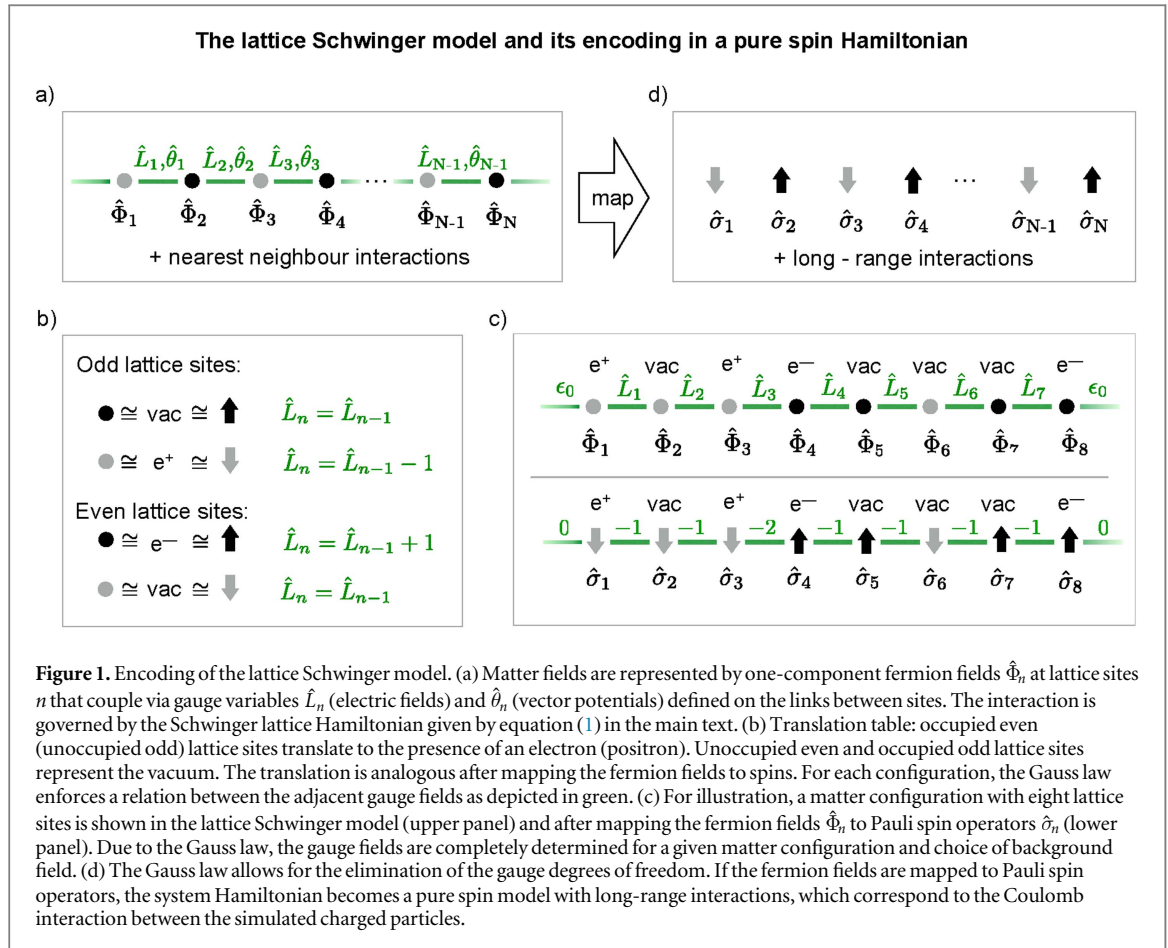 The lattice Schwinger model and its encoding in a pure spin Hamiltonian
a)
L̂₁,θ̂₁ L̂₂,θ̂₂ L̂₃,θ̂₃ L̂_N-1,θ̂_N-1
...
Φ̂₁ Φ̂₂ Φ̂₃ Φ̂₄ Φ̂_N-1 Φ̂_N
+ nearest neighbour interactions
map
d)
...
σ̂₁ σ̂₂ σ̂₃ σ̂₄ σ̂_N-1 σ̂_N
+ long - range interactions
b)
Odd lattice sites:
≅ vac ≅ L̂ₙ = L̂ₙ₋₁
≅ e⁺ ≅ L̂ₙ = L̂ₙ₋₁ − 1
Even lattice sites:
≅ e− ≅ L̂ₙ = L̂ₙ₋₁ + 1
≅ vac ≅ L̂ₙ = L̂ₙ₋₁
c)
e⁺ vac e⁺ e− vac vac vac e−
ϵ₀ L̂₁ L̂₂ L̂₃ L̂₄ L̂₅ L̂₆ L̂₇ ϵ₀
Φ̂₁ Φ̂₂ Φ̂₃ Φ̂₄ Φ̂₅ Φ̂₆ Φ̂₇ Φ̂₈
e⁺ vac e⁺ e− vac vac vac e−
0 −1 −1 −2 −1 −1 −1 −1 0
σ̂₁ σ̂₂ σ̂₃ σ̂₄ σ̂₅ σ̂₆ σ̂₇ σ̂₈
Figure 1. Encoding of the lattice Schwinger model. (a) Matter fields are represented by one-component fermion fields Φ̂ₙ at lattice sites
n that couple via gauge variables L̂ₙ (electric fields) and θ̂ₙ (vector potentials) defined on the links between sites. The interaction is
governed by the Schwinger lattice Hamiltonian given by equation (1) in the main text. (b) Translation table: occupied even
(unoccupied odd) lattice sites translate to the presence of an electron (positron). Unoccupied even and occupied odd lattice sites
represent the vacuum. The translation is analogous after mapping the fermion fields to spins. For each configuration, the Gauss law
enforces a relation between the adjacent gauge fields as depicted in green. (c) For illustration, a matter configuration with eight lattice
sites is shown in the lattice Schwinger model (upper panel) and after mapping the fermion fields Φ̂ₙ to Pauli spin operators σ̂ₙ (lower
panel). Due to the Gauss law, the gauge fields are completely determined for a given matter configuration and choice of background
field. (d) The Gauss law allows for the elimination of the gauge degrees of freedom. If the fermion fields are mapped to Pauli spin
operators, the system Hamiltonian becomes a pure spin model with long-range interactions, which correspond to the Coulomb
interaction between the simulated charged particles.